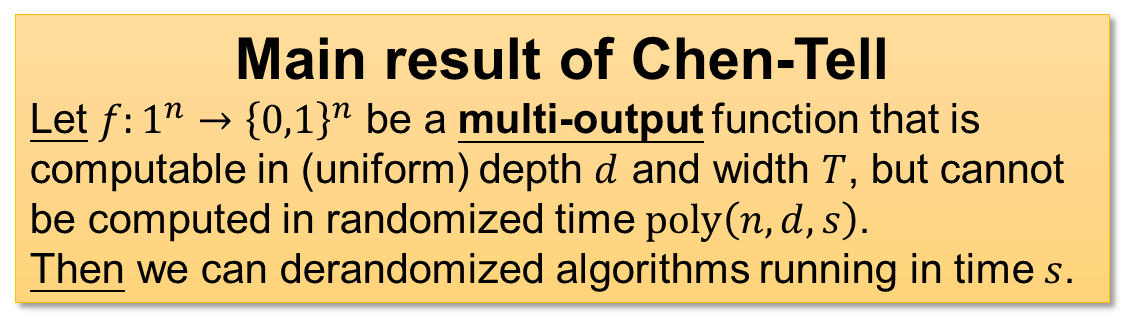 Main result of Chen-Tell
Let 𝑓: 1ⁿ → {0,1}ⁿ be a multi-output function that is
computable in (uniform) depth 𝑑 and width 𝑇, but cannot
be computed in randomized time poly(𝑛, 𝑑, 𝑠).
Then we can derandomized algorithms running in time 𝑠.